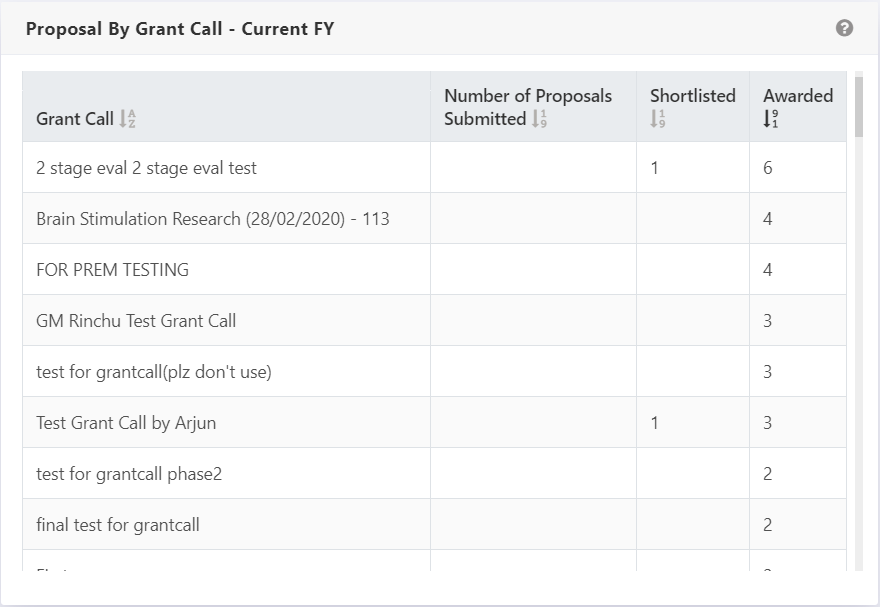 Proposal By Grant Call - Current FY
Grant Call
Number of Proposals
Submitted
Shortlisted
Awarded
2 stage eval 2 stage eval test 1 6
Brain Stimulation Research (28/02/2020) - 113 4
FOR PREM TESTING 4
GM Rinchu Test Grant Call 3
test for grantcall(plz don't use) 3
Test Grant Call by Arjun 1 3
test for grantcall phase2 2
final test for grantcall 2